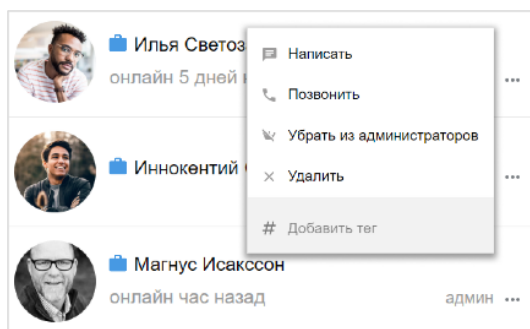 Илья Светоз
онлайн 5 дней
Написать
Позвонить
Убрать из администраторов
Удалить
# Добавить тег
Иннокентий
Магнус Исакссон
онлайн час назад
админ